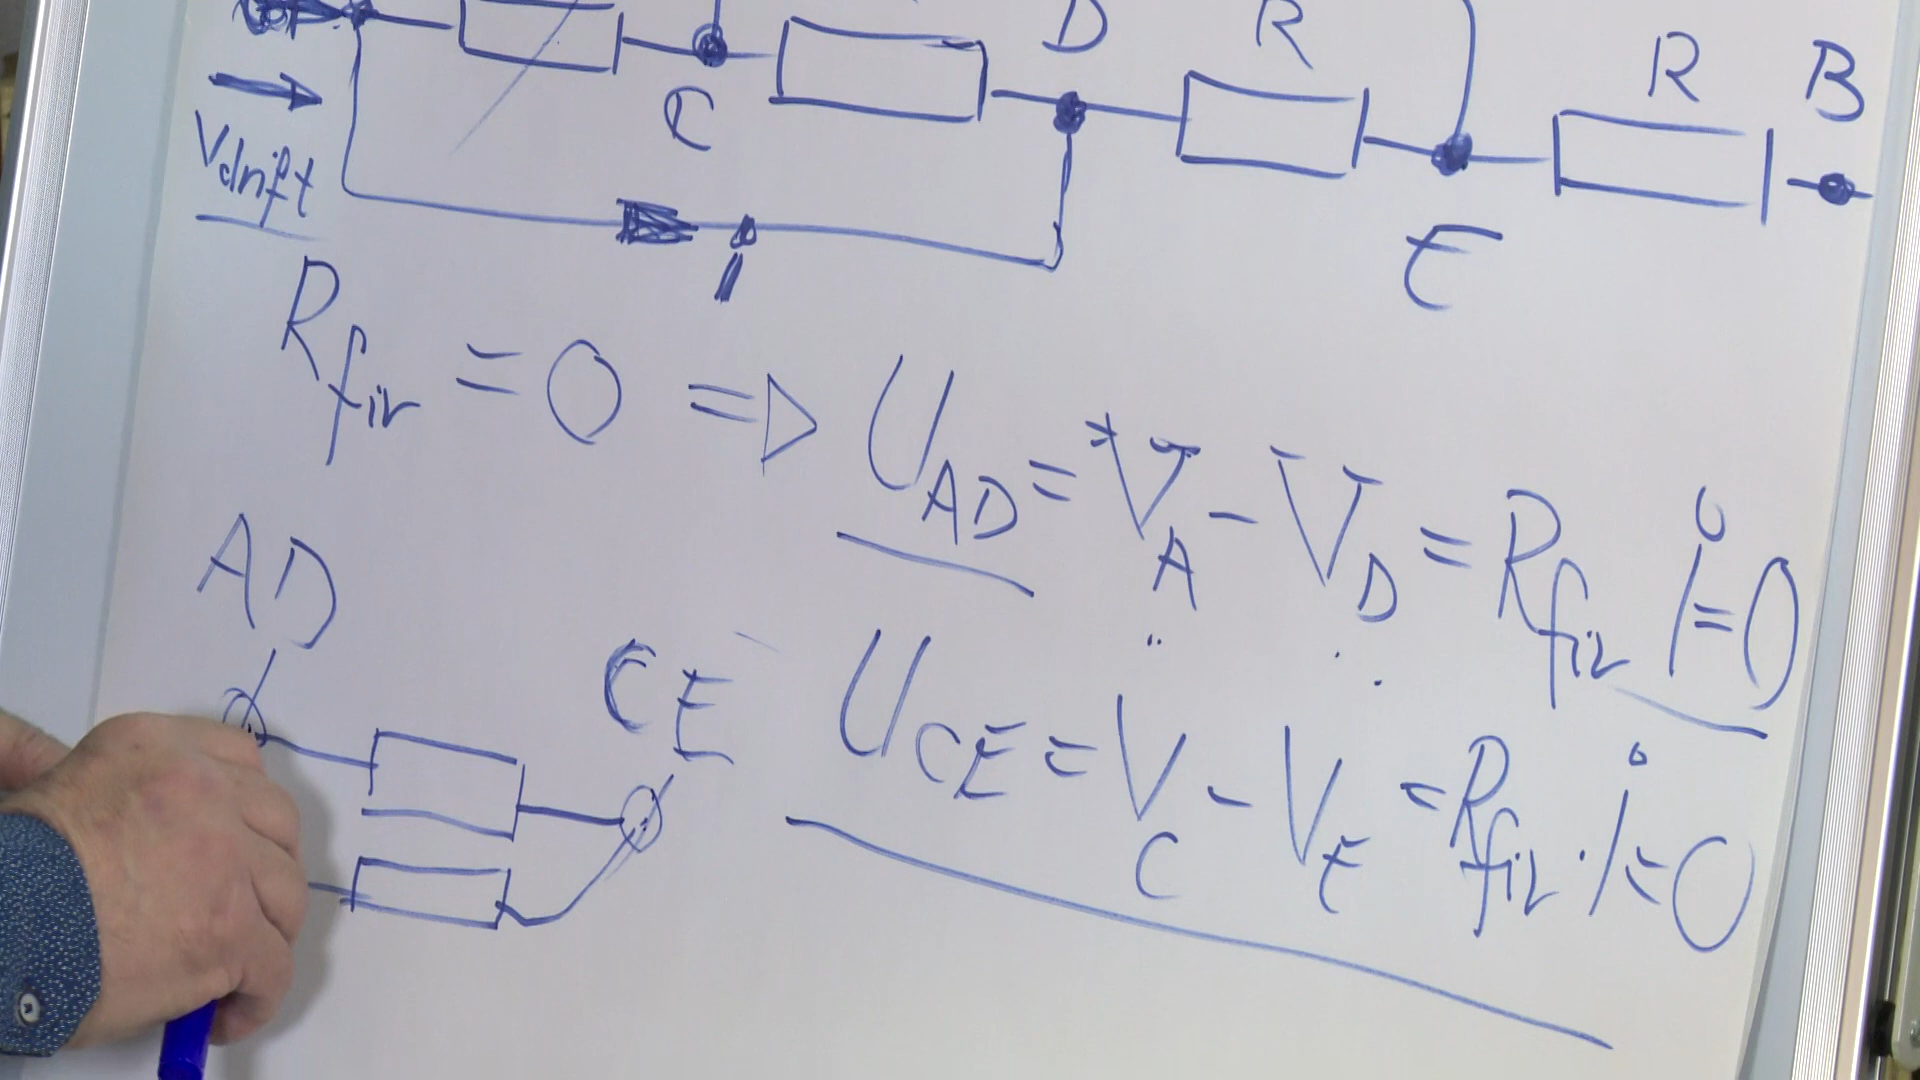 D R
R B
C
Vdrift
E
R_fir = 0 => U_AD = V_A - V_D = R_fir i = 0
AD
CE
U_CE = V_C - V_E = R_fir · i = 0